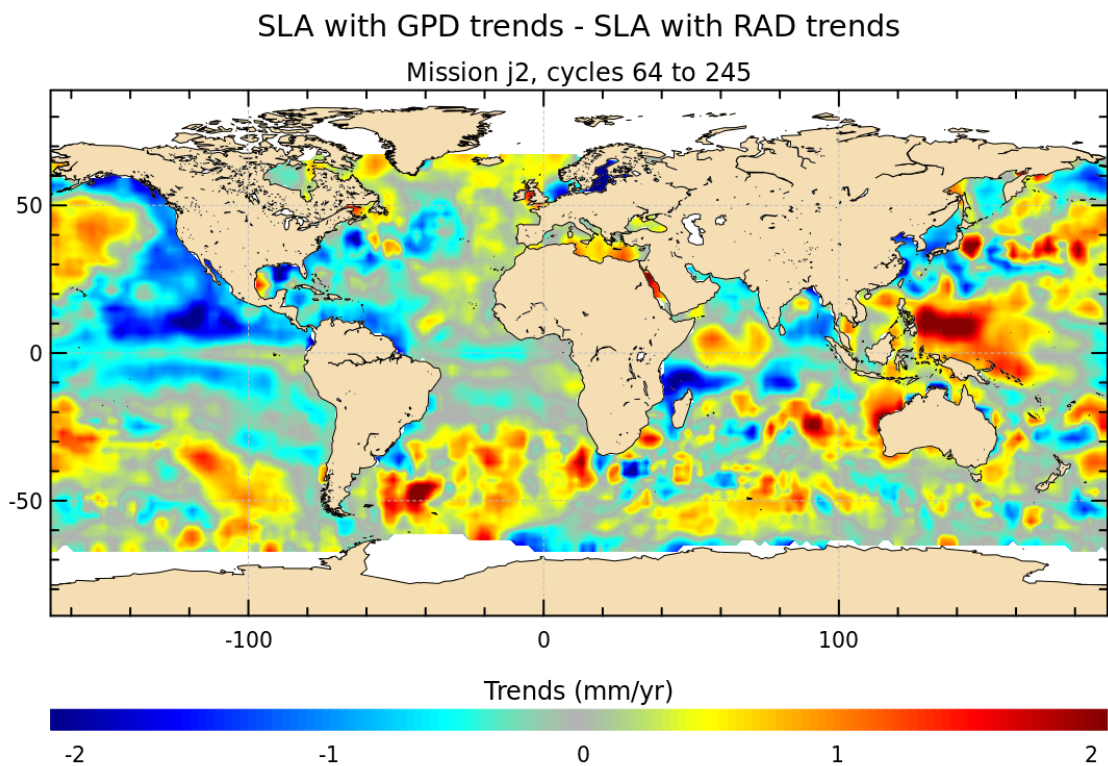 SLA with GPD trends - SLA with RAD trends
Mission j2, cycles 64 to 245
50
0
-50
-100 0 100
Trends (mm/yr)
-2 -1 0 1 2